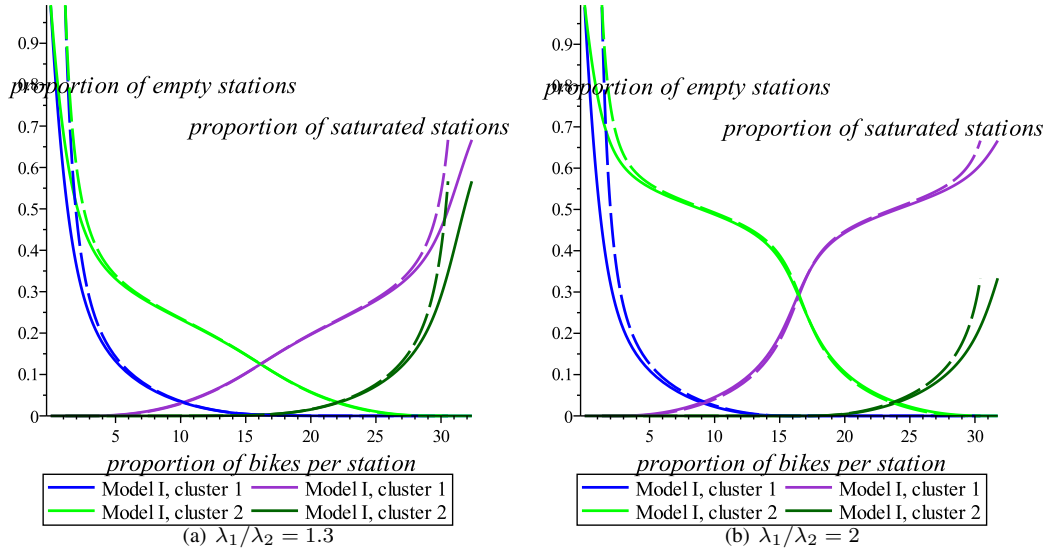 0.9
0.8
proportion of empty stations
0.7
proportion of saturated stations
0.6
0.5
0.4
0.3
0.2
0.1
0
5 10 15 20 25 30
proportion of bikes per station
Model I, cluster 1 Model I, cluster 1
Model I, cluster 2 Model I, cluster 2
(a) λ1/λ2 = 1.3
0.9
0.8
proportion of empty stations
0.7
proportion of saturated stations
0.6
0.5
0.4
0.3
0.2
0.1
0
5 10 15 20 25 30
proportion of bikes per station
Model I, cluster 1 Model I, cluster 1
Model I, cluster 2 Model I, cluster 2
(b) λ1/λ2 = 2